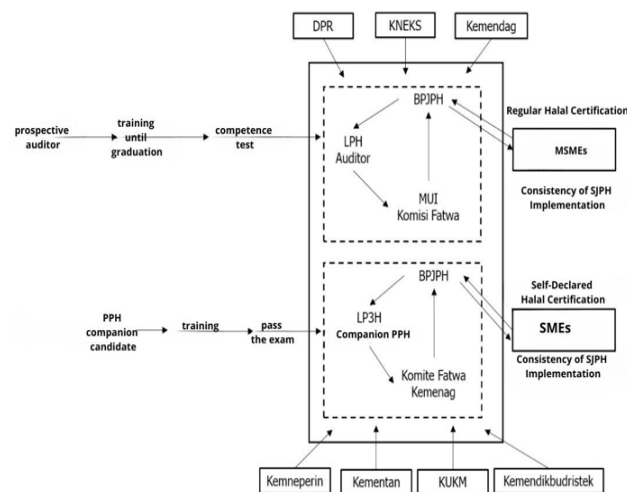 DPR
KNEKS
Kemendag
BPJPH
LPH
Auditor
MUI
Komisi Fatwa
prospective
auditor
training
until
graduation
competence
test
Regular Halal Certification
MSMEs
Consistency of SJPH
Implementation
BPJPH
LP3H
Companion PPH
Komite Fatwa
Kemenag
PPH
companion
candidate
training
pass
the exam
Self-Declared
Halal Certification
SMEs
Consistency of SJPH
Implementation
Kemneperin
Kementan
KUKM
Kemendikbudristek